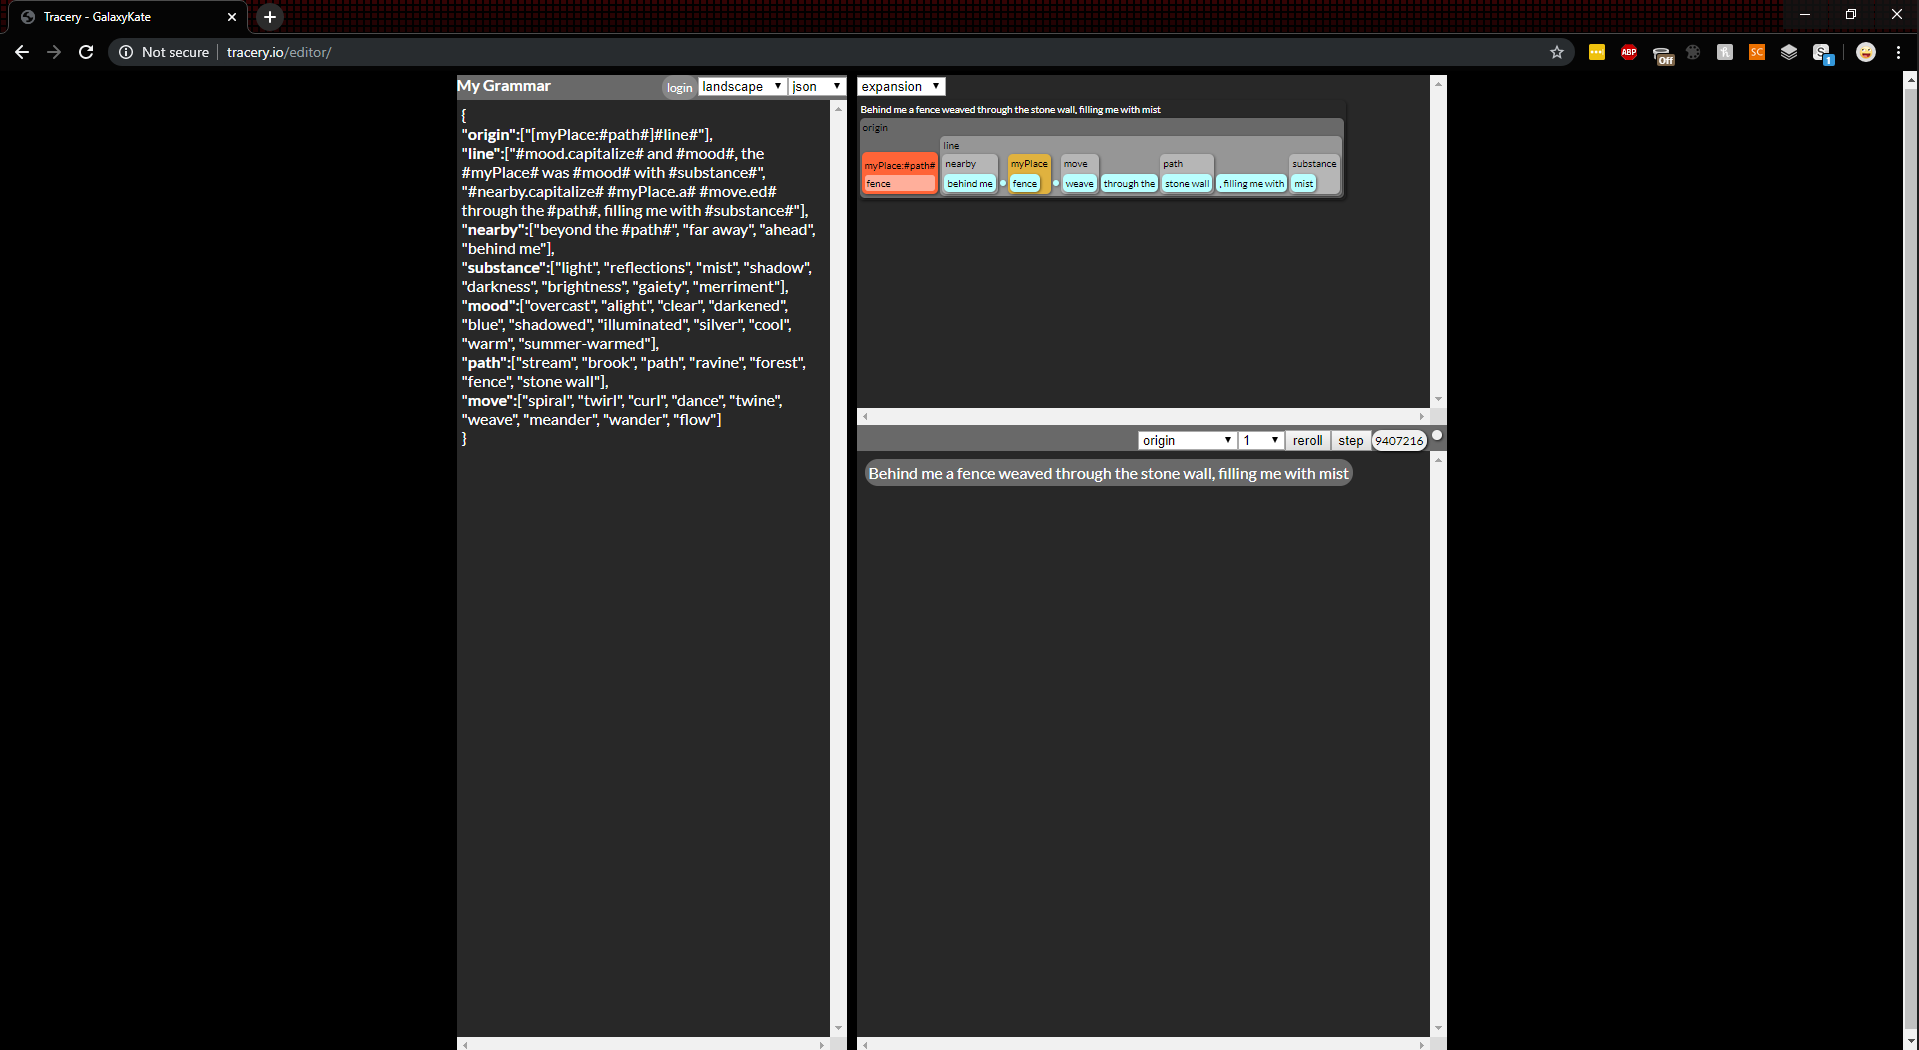 Tracery - GalaxyKate
Not secure
tracery.io/editor/
ABP
Off
SC
S
1
My Grammar
login
landscape
json
{
"origin":["[myPlace:#path#]#line#"],
"line":["#mood.capitalize# and #mood#, the
#myPlace# was #mood# with #substance#",
"#nearby.capitalize# #myPlace.a# #move.ed#
through the #path#, filling me with #substance#"],
"nearby":["beyond the #path#", "far away", "ahead",
"behind me"],
"substance":["light", "reflections", "mist", "shadow",
"darkness", "brightness", "gaiety", "merriment"],
"mood":["overcast", "alight", "clear", "darkened",
"blue", "shadowed", "illuminated", "silver", "cool",
"warm", "summer-warmed"],
"path":["stream", "brook", "path", "ravine", "forest",
"fence", "stone wall"],
"move":["spiral", "twirl", "curl", "dance", "twine",
"weave", "meander", "wander", "flow"]
}
expansion
Behind me a fence weaved through the stone wall, filling me with mist
origin
line
myPlace:#path# nearby myPlace move path substance
fence behind me fence weave through the stone wall , filling me with mist
origin 1 reroll step 9407216
Behind me a fence weaved through the stone wall, filling me with mist